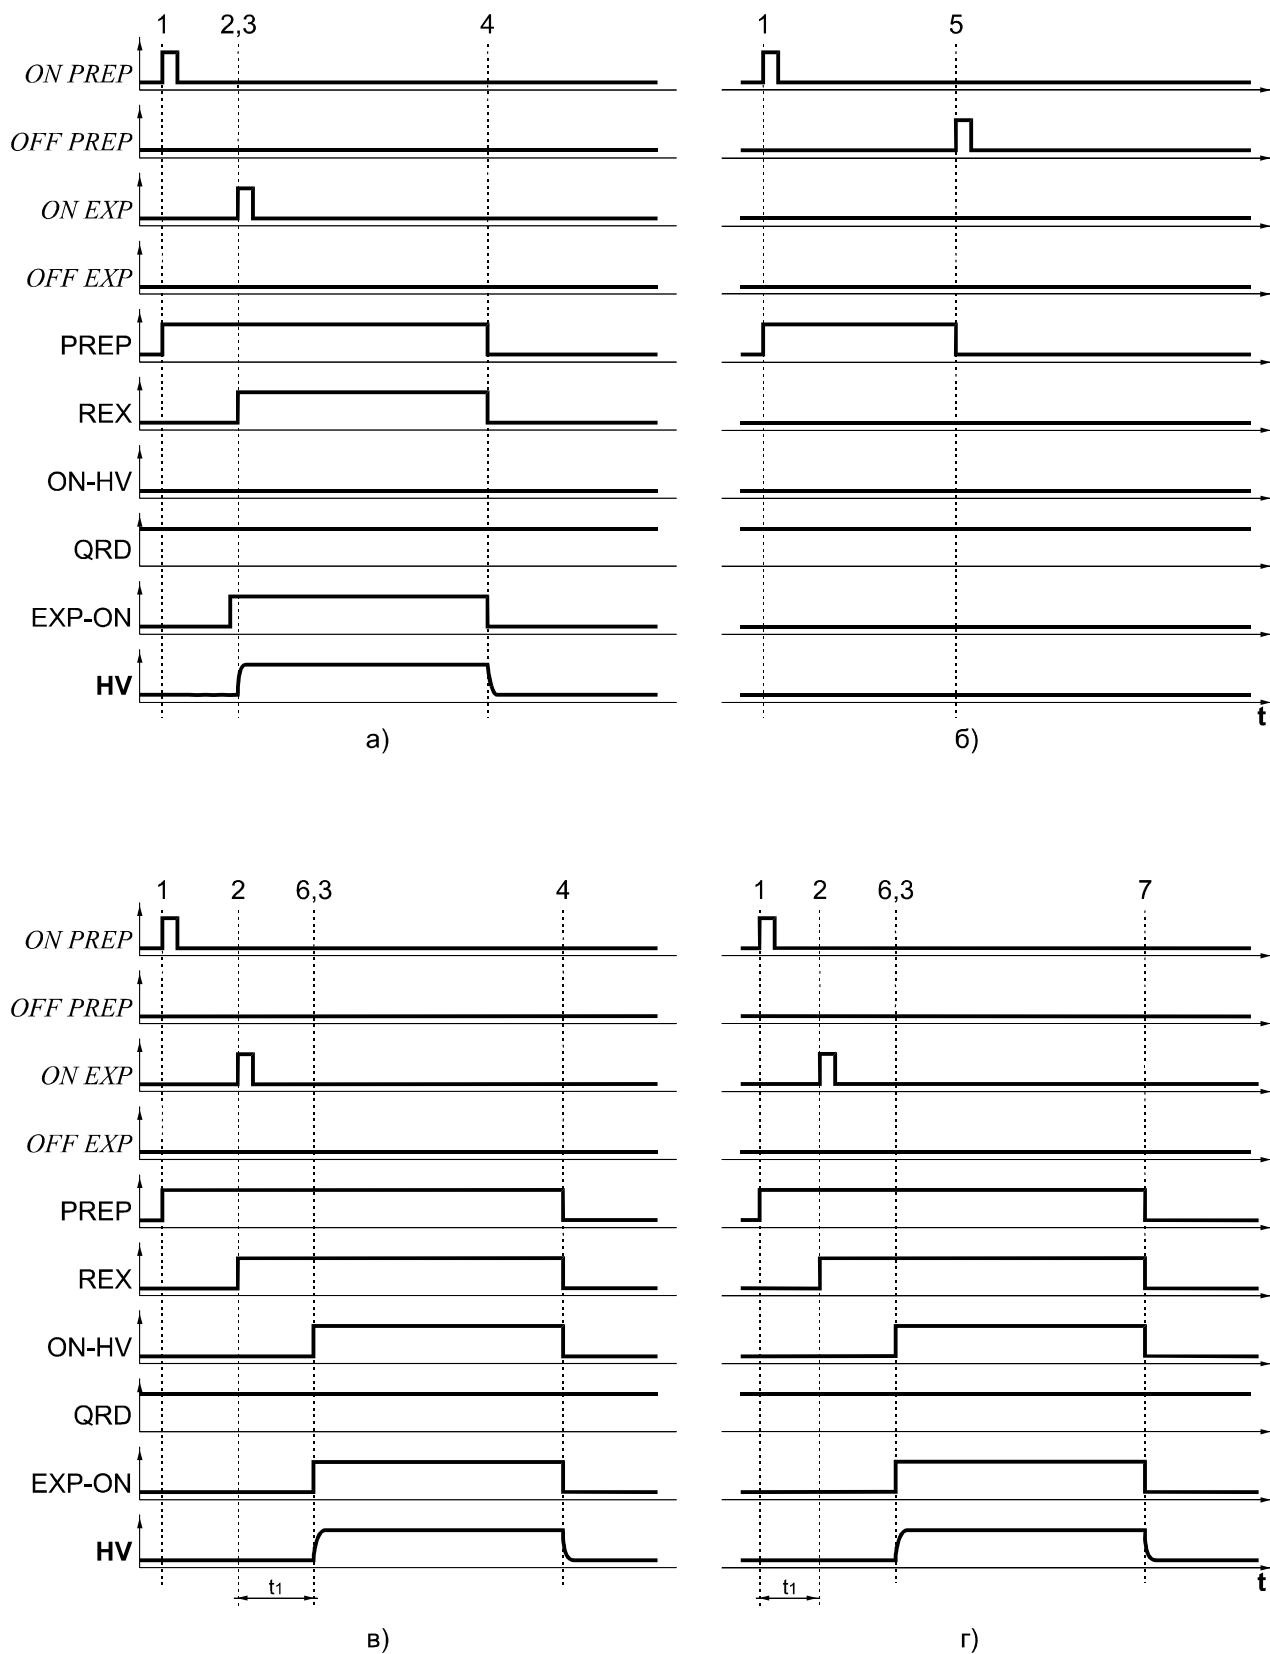 1 2,3 4 1 5
ON PREP
OFF PREP
ON EXP
OFF EXP
PREP
REX
ON-HV
QRD
EXP-ON
HV
t
а) б)
1 2 6,3 4 1 2 6,3 7
ON PREP
OFF PREP
ON EXP
OFF EXP
PREP
REX
ON-HV
QRD
EXP-ON
HV
t1 t1 t
в) г)